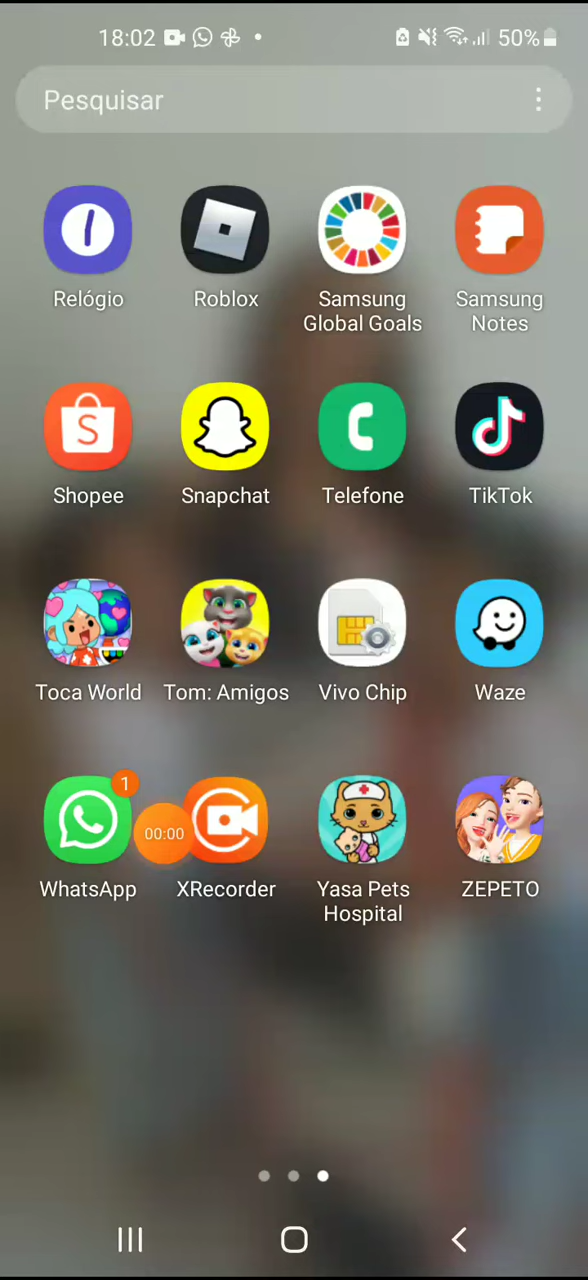 18:02
50%
Pesquisar
Relógio
Roblox
Samsung
Global Goals
Samsung
Notes
S
Shopee
Snapchat
Telefone
TikTok
Toca World
Tom: Amigos
Vivo Chip
Waze
1
00:00
WhatsApp
XRecorder
Yasa Pets
Hospital
ZEPETO